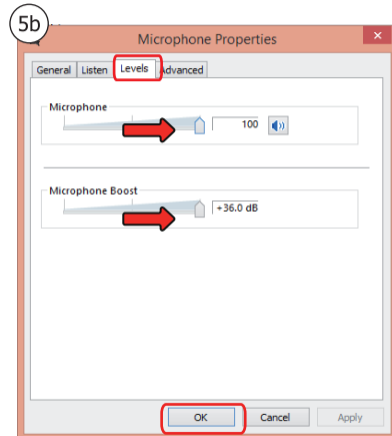 5b
Microphone Properties
×
General Listen Levels Advanced
Microphone
100
Microphone Boost
+36.0 dB
OK Cancel Apply